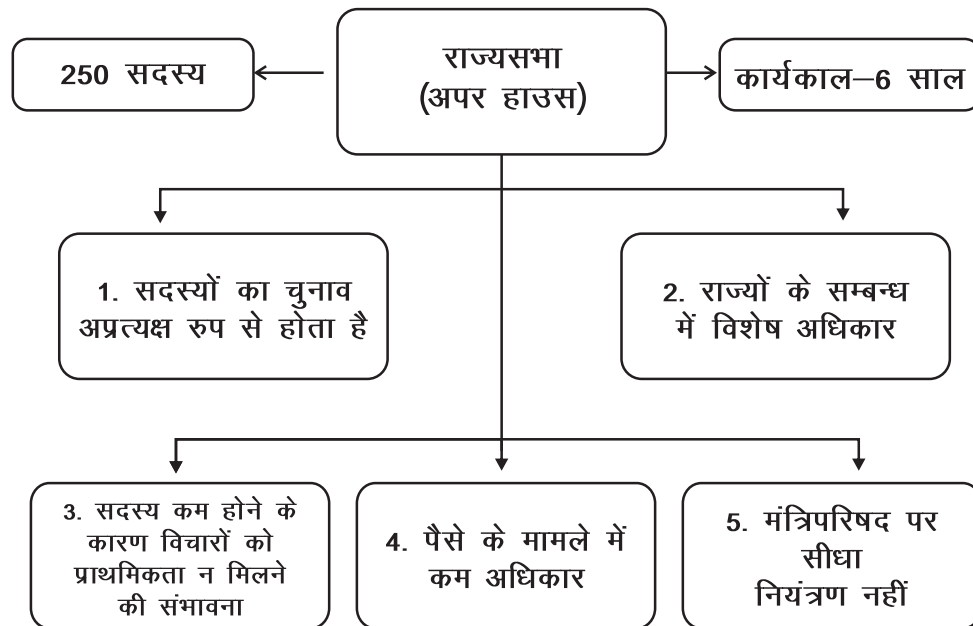 250 सदस्य
राज्यसभा
(अपर हाउस)
कार्यकाल–6 साल
1. सदस्यों का चुनाव
अप्रत्यक्ष रुप से होता है
2. राज्यों के सम्बन्ध
में विशेष अधिकार
3. सदस्य कम होने के
कारण विचारों को
प्राथमिकता न मिलने
की संभावना
4. पैसे के मामले में
कम अधिकार
5. मंत्रिपरिषद पर
सीधा
नियंत्रण नहीं